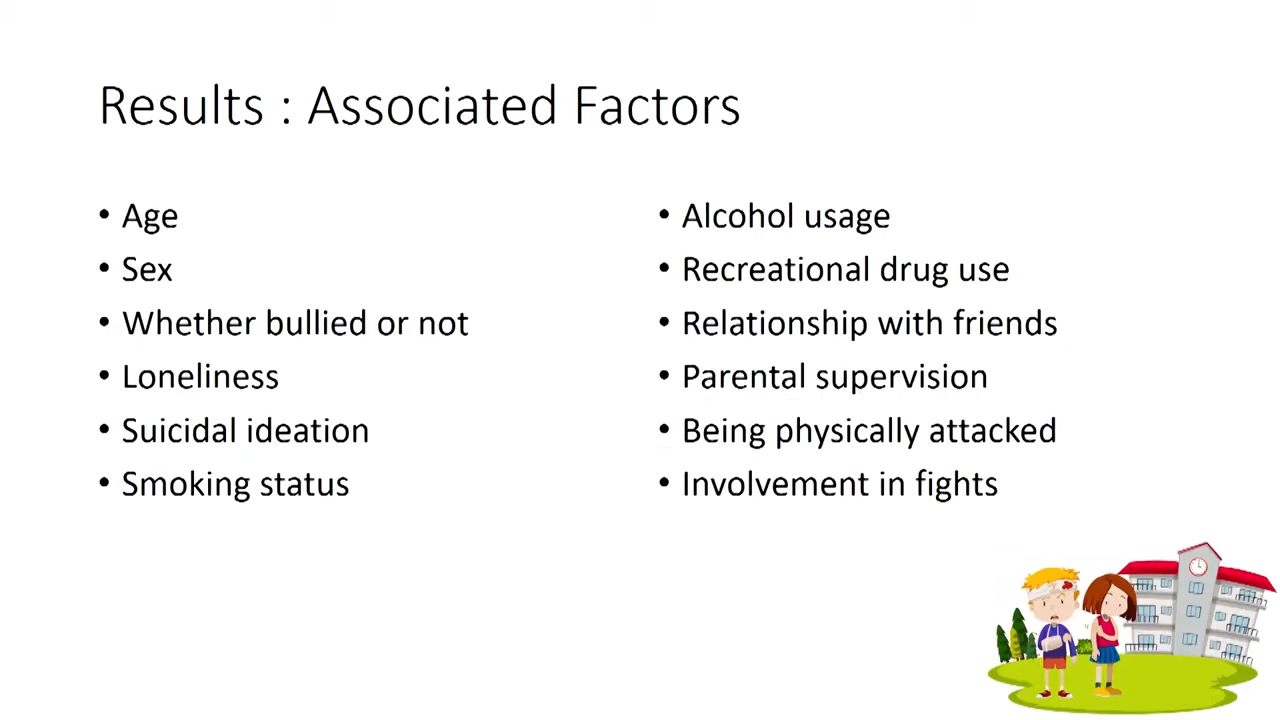 Results : Associated Factors
• Age
• Sex
• Whether bullied or not
• Loneliness
• Suicidal ideation
• Smoking status
• Alcohol usage
• Recreational drug use
• Relationship with friends
• Parental supervision
• Being physically attacked
• Involvement in fights